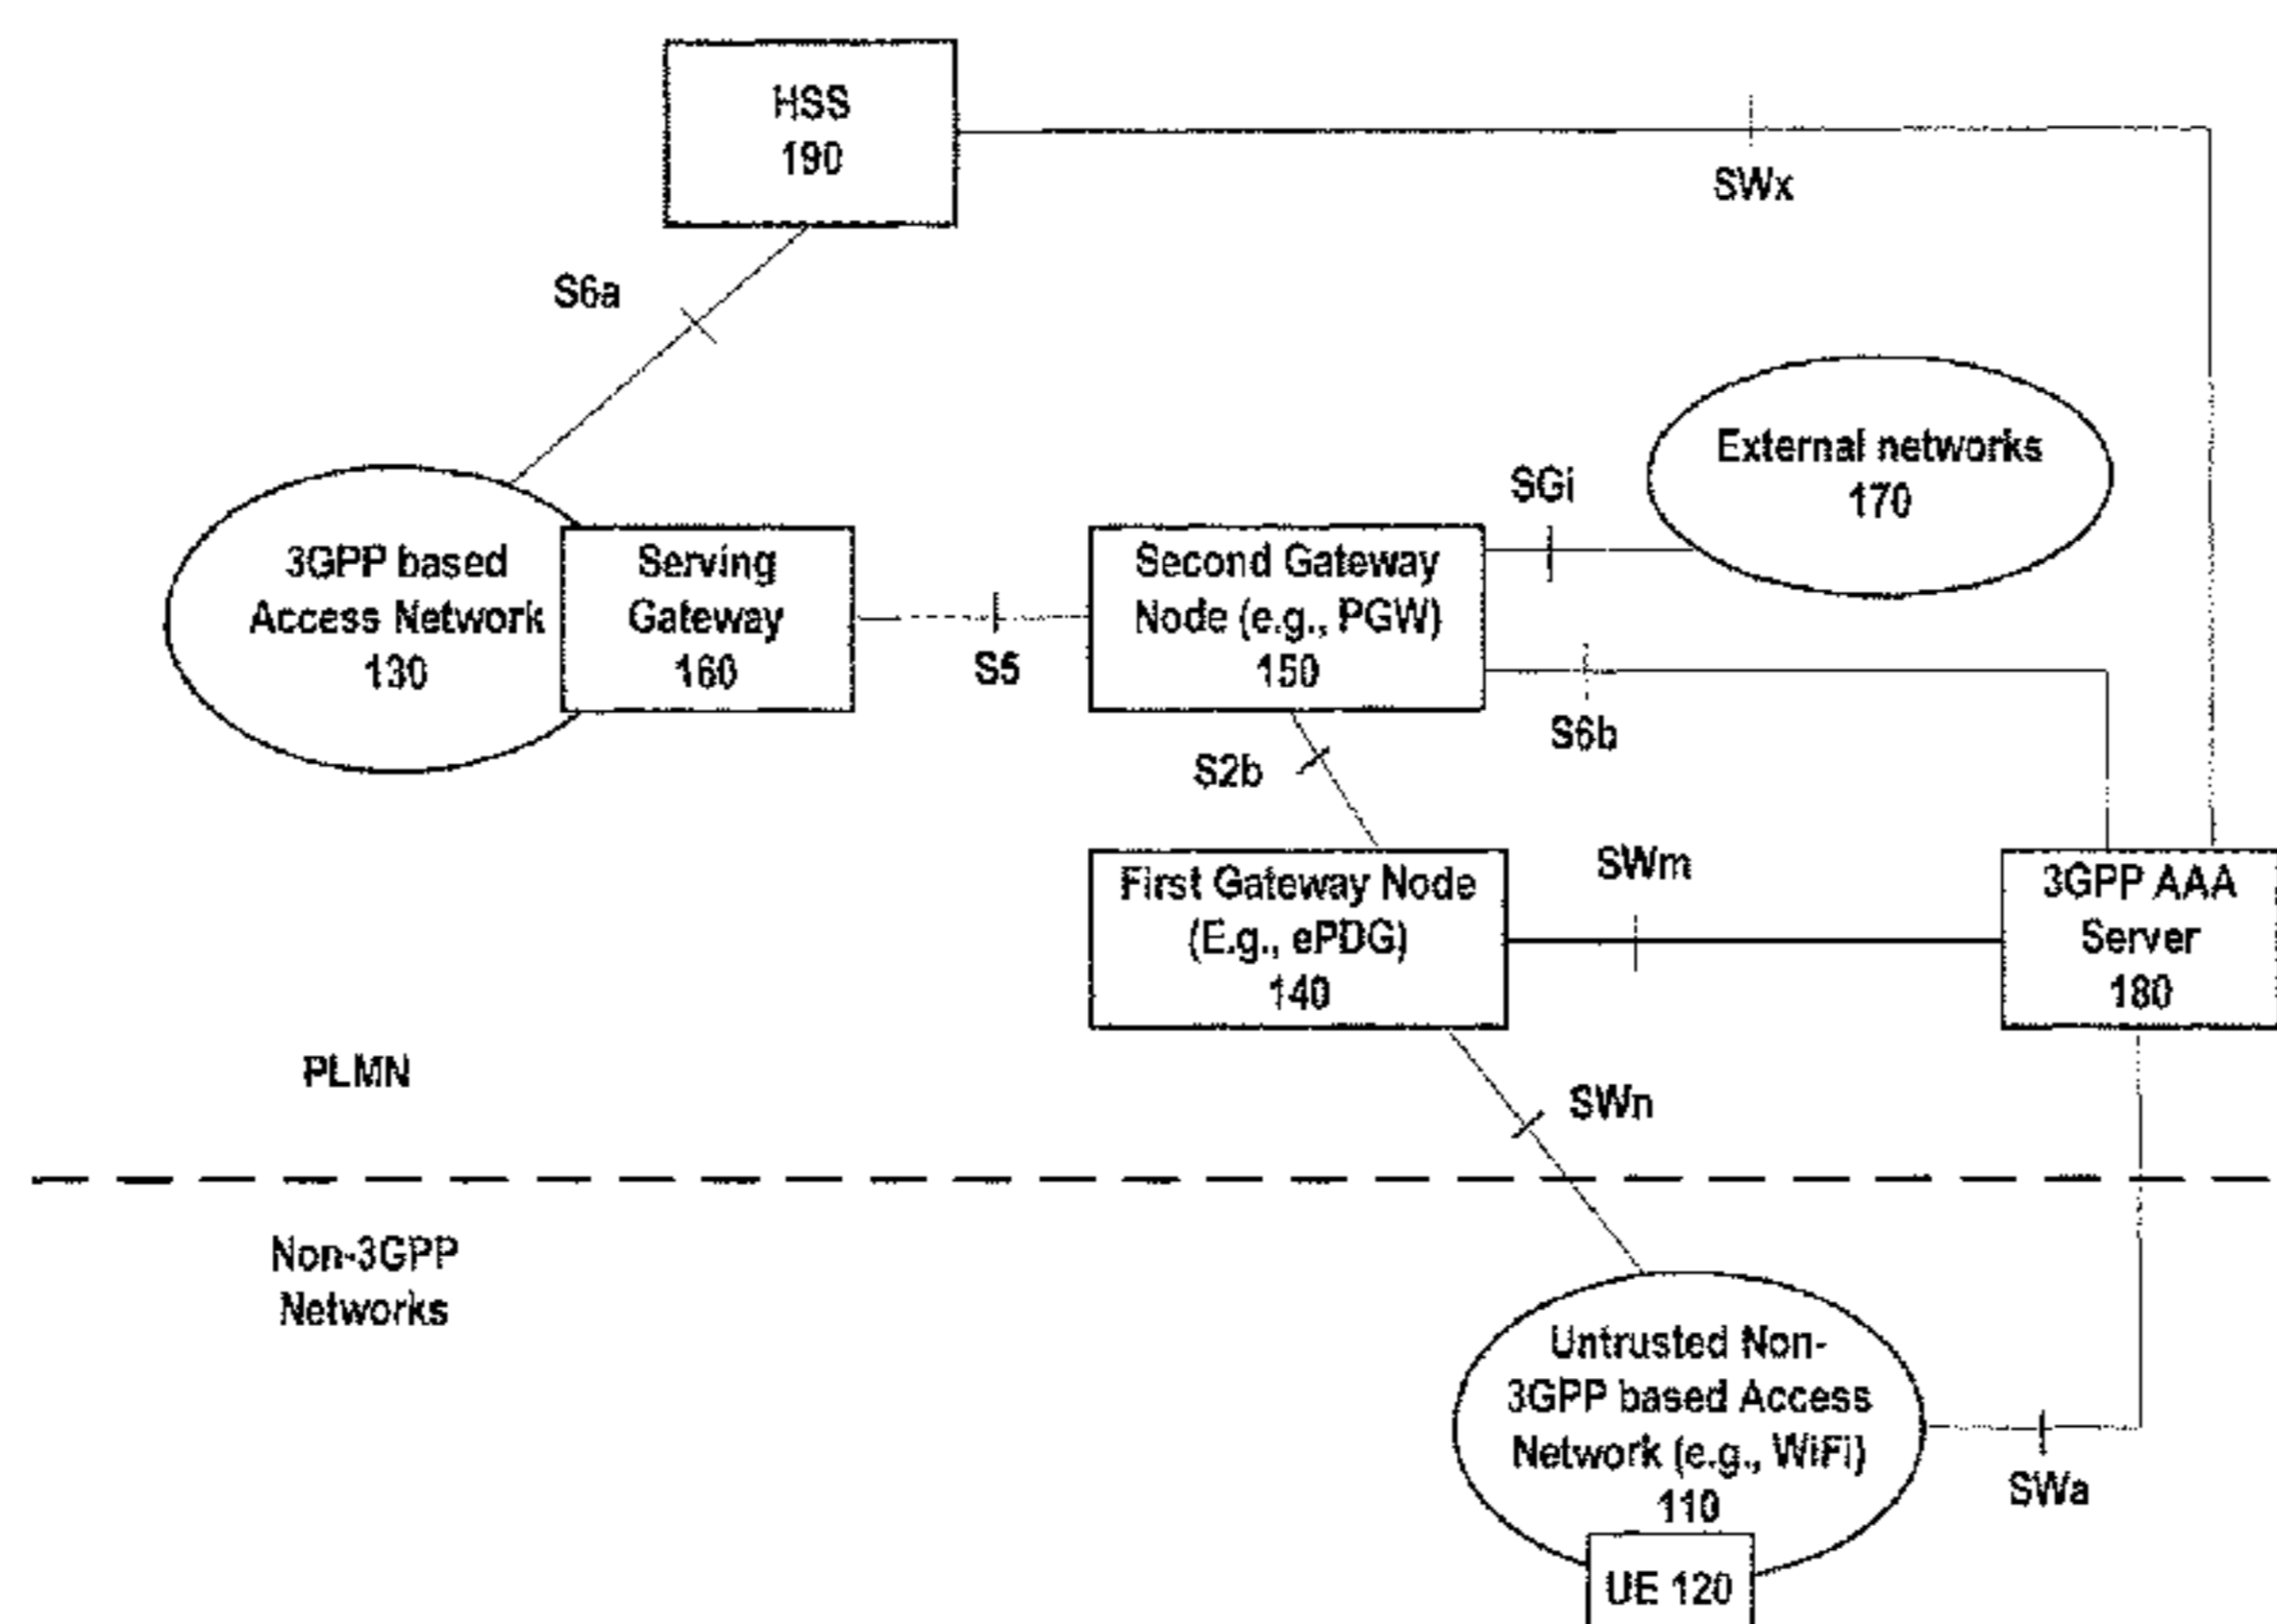 HSS
190
SWx
S6a
External networks
170
SGi
3GPP based
Access Network
130
Serving
Gateway
160
S5
Second Gateway
Node (e.g., PGW)
150
S6b
S2b
First Gateway Node
(E.g., ePDG)
140
SWm
3GPP AAA
Server
180
PLMN
SWn
Non-3GPP
Networks
Untrusted Non-
3GPP based Access
Network (e.g., WiFi)
110
SWa
UE 120